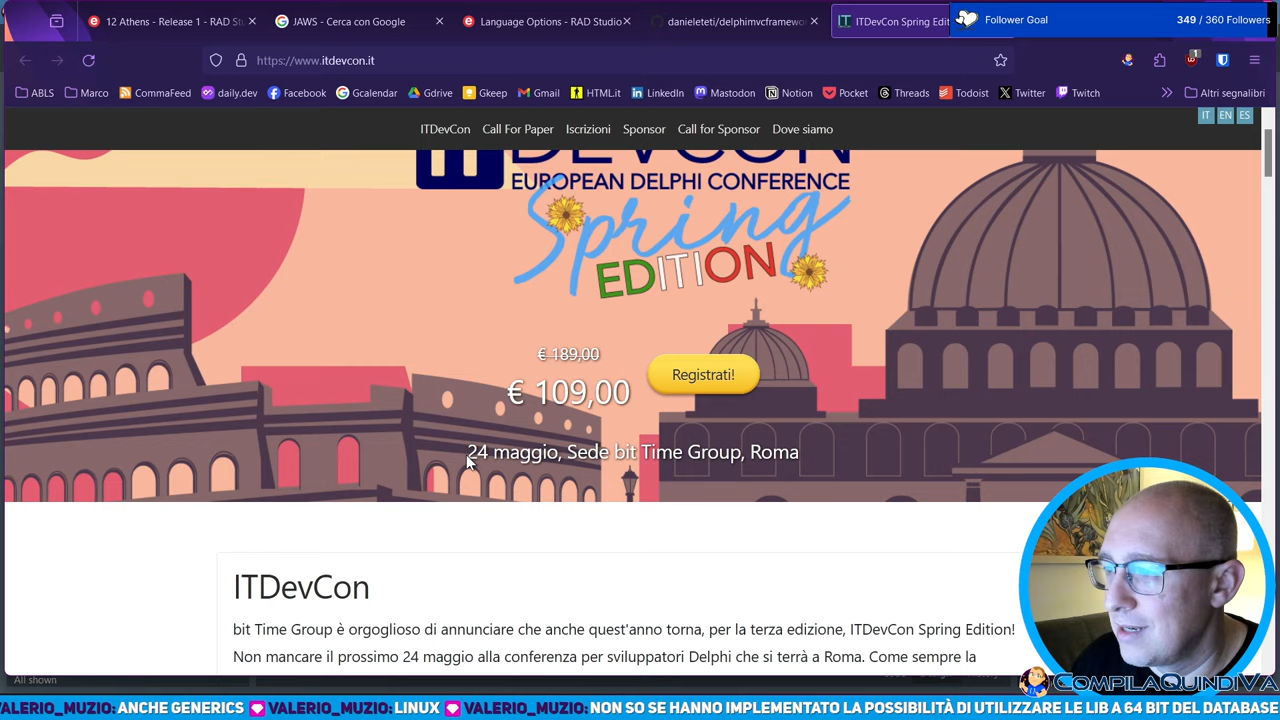 12 Athens - Release 1 - RAD St
JAWS - Cerca con Google
Language Options - RAD Studio
danieleteti/delphimvcframewor
ITDevCon Spring Edit
Follower Goal
349 / 360 Followers
https://www.itdevcon.it
1
ABLS
Marco
CommaFeed
daily.dev
Facebook
Gcalendar
Gdrive
Gkeep
Gmail
HTML.it
LinkedIn
Mastodon
Notion
Pocket
Threads
Todoist
Twitter
Twitch
Altri segnalibri
ITDevCon
Call For Paper
Iscrizioni
Sponsor
Call for Sponsor
Dove siamo
IT EN ES
DEVCON
EUROPEAN DELPHI CONFERENCE
Spring
EDITION
€ 189,00
€ 109,00
Registrati!
24 maggio, Sede bit Time Group, Roma
ITDevCon
bit Time Group è orgoglioso di annunciare che anche quest'anno torna, per la terza edizione, ITDevCon Spring Edition!
Non mancare il prossimo 24 maggio alla conferenza per sviluppatori Delphi che si terrà a Roma. Come sempre la
All shown
CompilaQuindiVa
VALERIO_MUZIO: ANCHE GENERICS VALERIO_MUZIO: LINUX VALERIO_MUZIO: NON SO SE HANNO IMPLEMENTATO LA POSSIBILITÀ DI UTILIZZARE LE LIB A 64 BIT DEL DATABASE